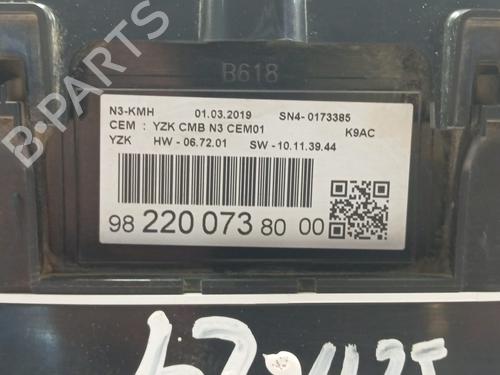 B618
N3-KMH 01.03.2019 SN4- 0173385
CEM : YZK CMB N3 CEM01 K9AC
YZK HW - 06.72.01 SW - 10.11.39.44
98 220 073 80 00
B-PARTS